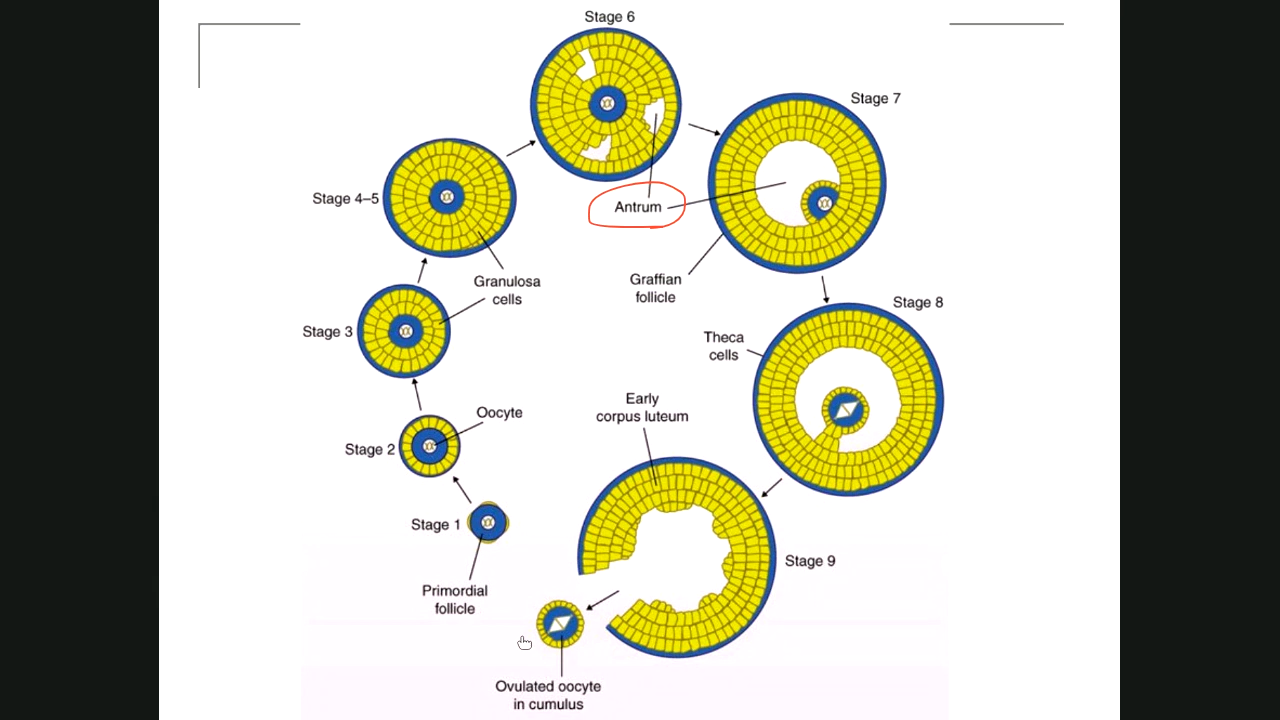 Stage 6
Stage 7
Stage 4–5
Antrum
Granulosa
cells
Graffian
follicle
Stage 8
Stage 3
Theca
cells
Early
corpus luteum
Oocyte
Stage 2
Stage 1
Stage 9
Primordial
follicle
Ovulated oocyte
in cumulus